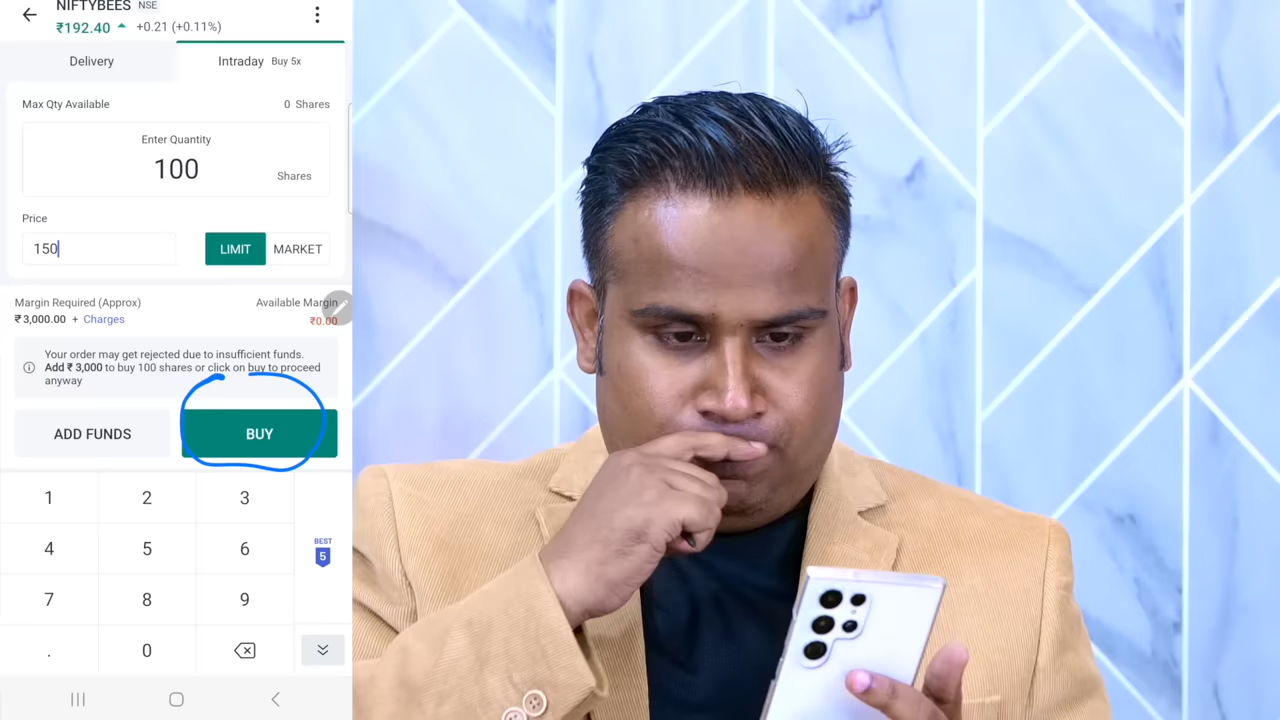 NIFTYBEES NSE
₹192.40 +0.21 (+0.11%)
Delivery
Intraday Buy 5x
Max Qty Available 0 Shares
Enter Quantity
100
Shares
Price
150 LIMIT MARKET
Margin Required (Approx) Available Margin
₹3,000.00 + Charges ₹0.00
Your order may get rejected due to insufficient funds.
Add ₹ 3,000 to buy 100 shares or click on buy to proceed
anyway
ADD FUNDS BUY
1 2 3
4 5 6
BEST
5
7 8 9
. 0